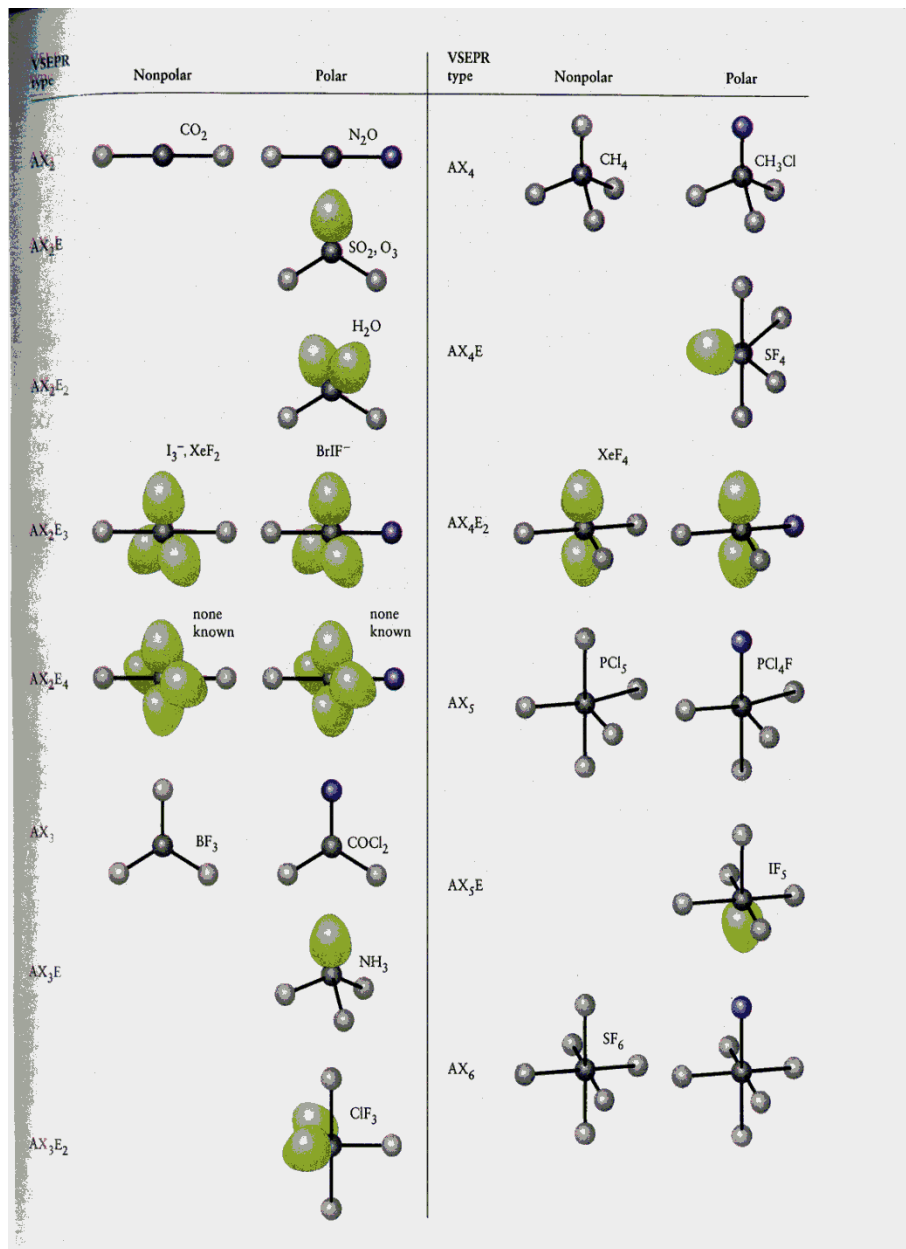 VSEPR
type
Nonpolar
Polar
AX₂
CO₂
N₂O
AX₂E
SO₂, O₃
AX₂E₂
H₂O
AX₂E₃
I₃⁻, XeF₂
BrIF⁻
AX₂E₄
none
known
none
known
AX₃
BF₃
COCl₂
AX₃E
NH₃
AX₃E₂
ClF₃
VSEPR
type
Nonpolar
Polar
AX₄
CH₄
CH₃Cl
AX₄E
SF₄
AX₄E₂
XeF₄
AX₅
PCl₅
PCl₄F
AX₅E
IF₅
AX₆
SF₆